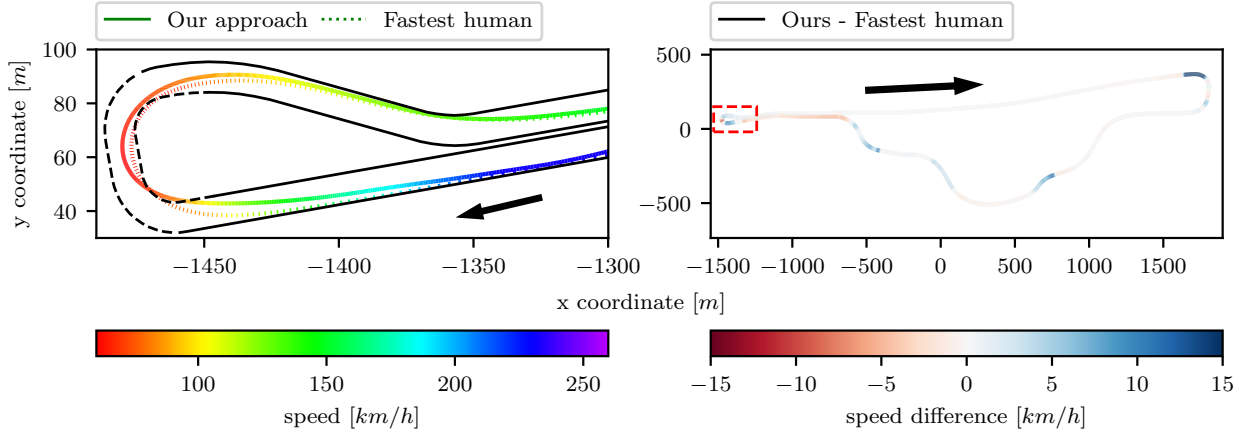 Our approach Fastest human
Ours - Fastest human
y coordinate [m]
100
80
60
40
−1450 −1400 −1350 −1300
500
0
−500
−1500 −1000 −500 0 500 1000 1500
x coordinate [m]
100 150 200 250
speed [km/h]
−15 −10 −5 0 5 10 15
speed difference [km/h]